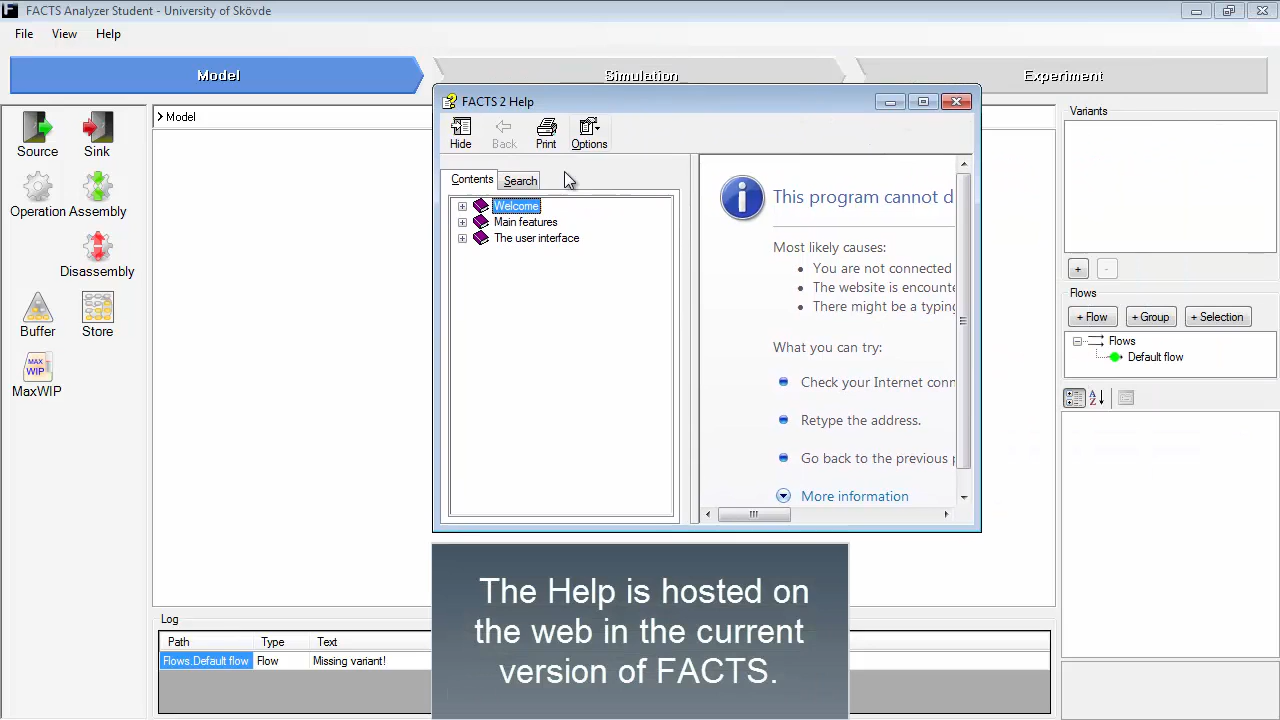 FACTS Analyzer Student - University of Skövde
File View Help
Model
Simulation
Experiment
Source
Sink
Operation
Assembly
Disassembly
Buffer
Store
MAX
WIP
MaxWIP
> Model
FACTS 2 Help
Hide
Back
Print
Options
Contents
Search
Welcome
Main features
The user interface
This program cannot d
Most likely causes:
You are not connected
The website is encounte
There might be a typing
What you can try:
Check your Internet conn
Retype the address.
Go back to the previous p
More information
Variants
+
-
Flows
+ Flow
+ Group
+ Selection
Flows
Default flow
Log
Path Type Text
Flows.Default flow Flow Missing variant!
The Help is hosted on
the web in the current
version of FACTS.